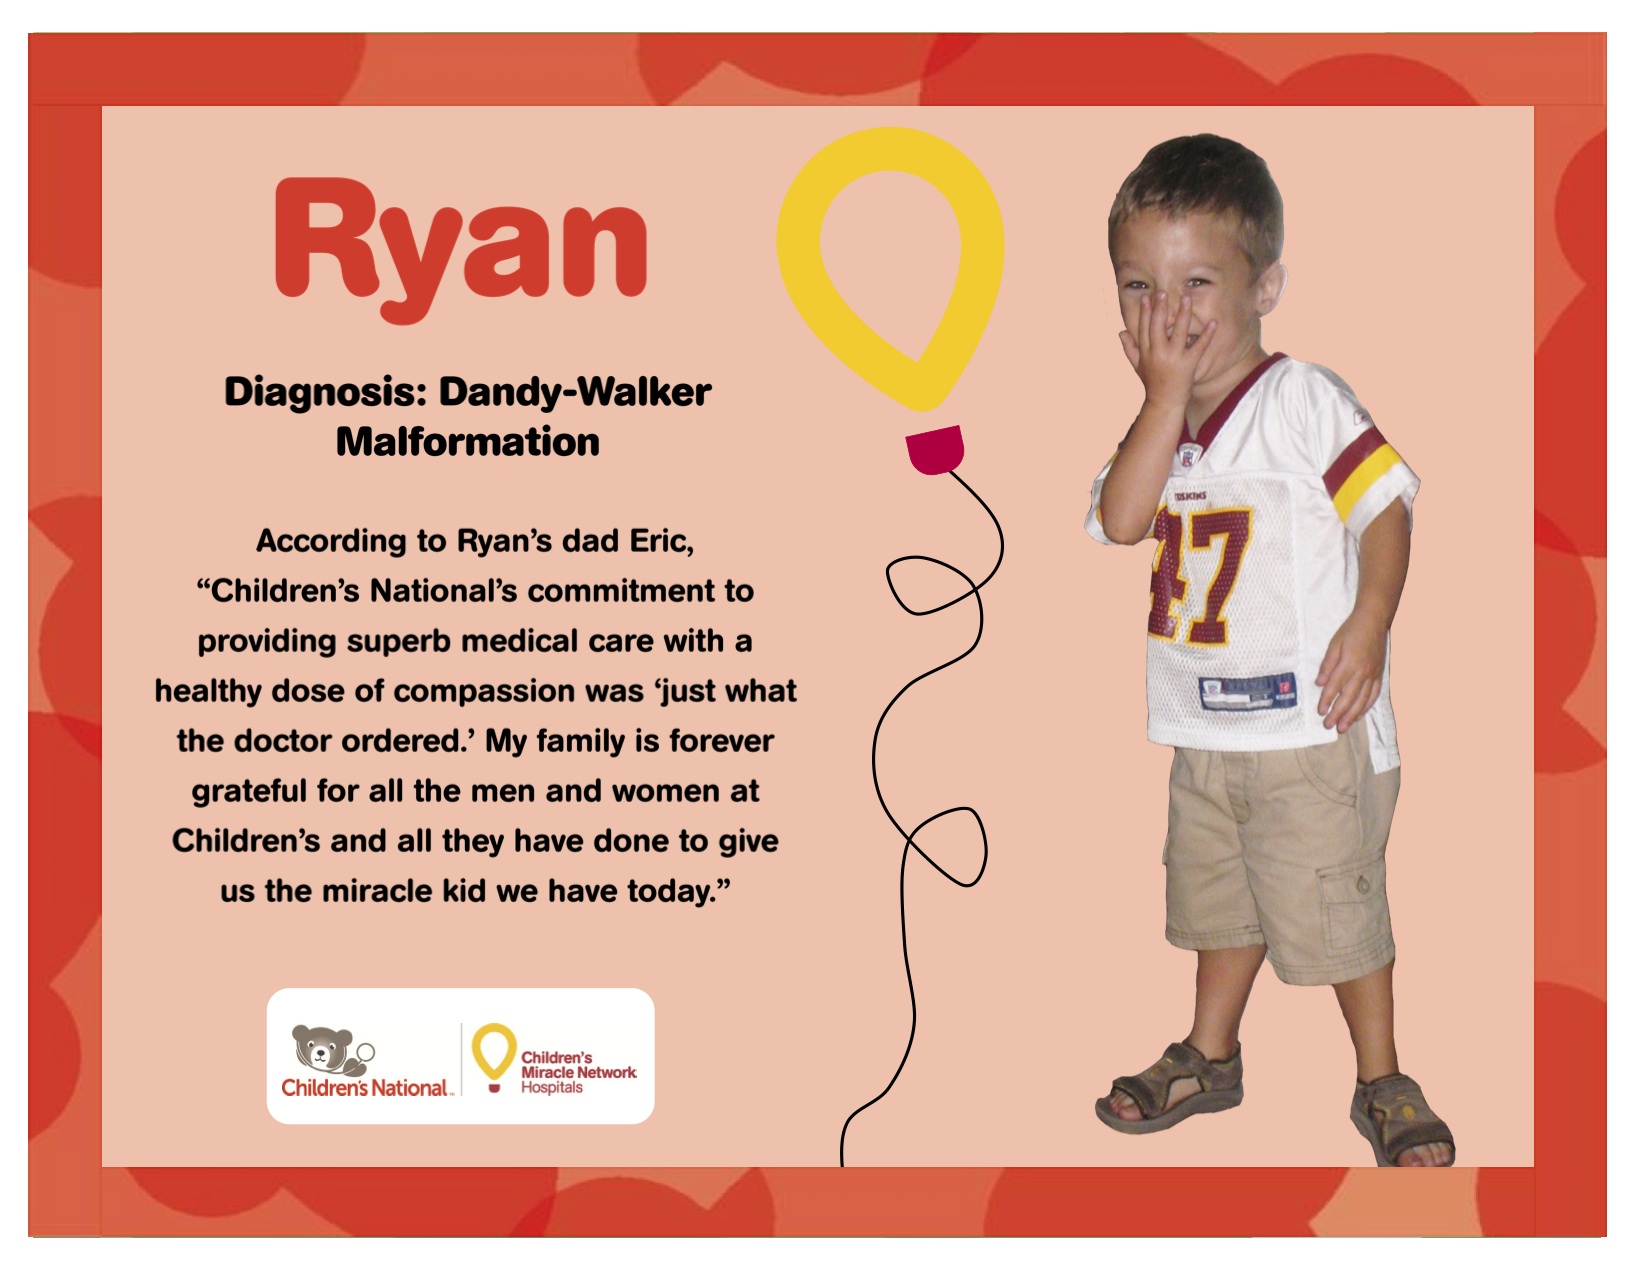 Ryan
Diagnosis: Dandy-Walker
Malformation
According to Ryan’s dad Eric,
“Children’s National’s commitment to
providing superb medical care with a
healthy dose of compassion was ‘just what
the doctor ordered.’ My family is forever
grateful for all the men and women at
Children’s and all they have done to give
us the miracle kid we have today.”
Children's National™
Children's
Miracle Network
Hospitals
47